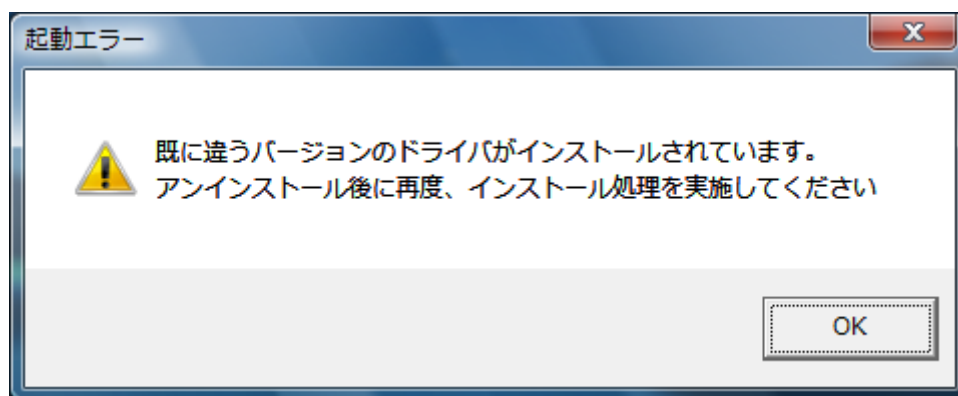 起動エラー
既に違うバージョンのドライバがインストールされています。
アンインストール後に再度、インストール処理を実施してください
OK